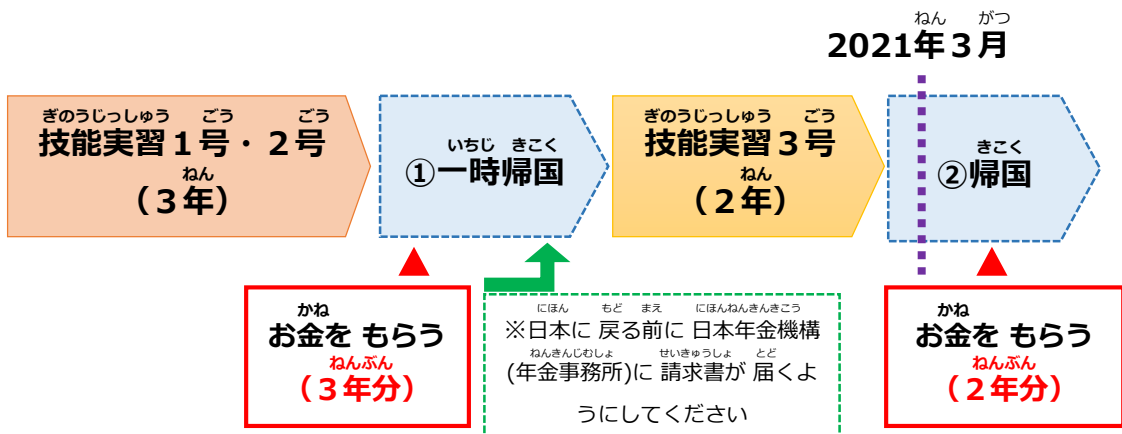 ねん がつ
2021年３月
ぎのうじっしゅう ごう ごう
技能実習１号・２号
ねん
（３年）
いちじ きこく
①一時帰国
ぎのうじっしゅう ごう
技能実習３号
ねん
（２年）
きこく
②帰国
かね
お金を もらう
ねんぶん
（３年分）
にほん もど まえ にほんねんきんきこう
※日本に 戻る前に 日本年金機構
ねんきんじむしょ せいきゅうしょ とど
(年金事務所)に 請求書が 届くよ
うにしてください
かね
お金を もらう
ねんぶん
（２年分）